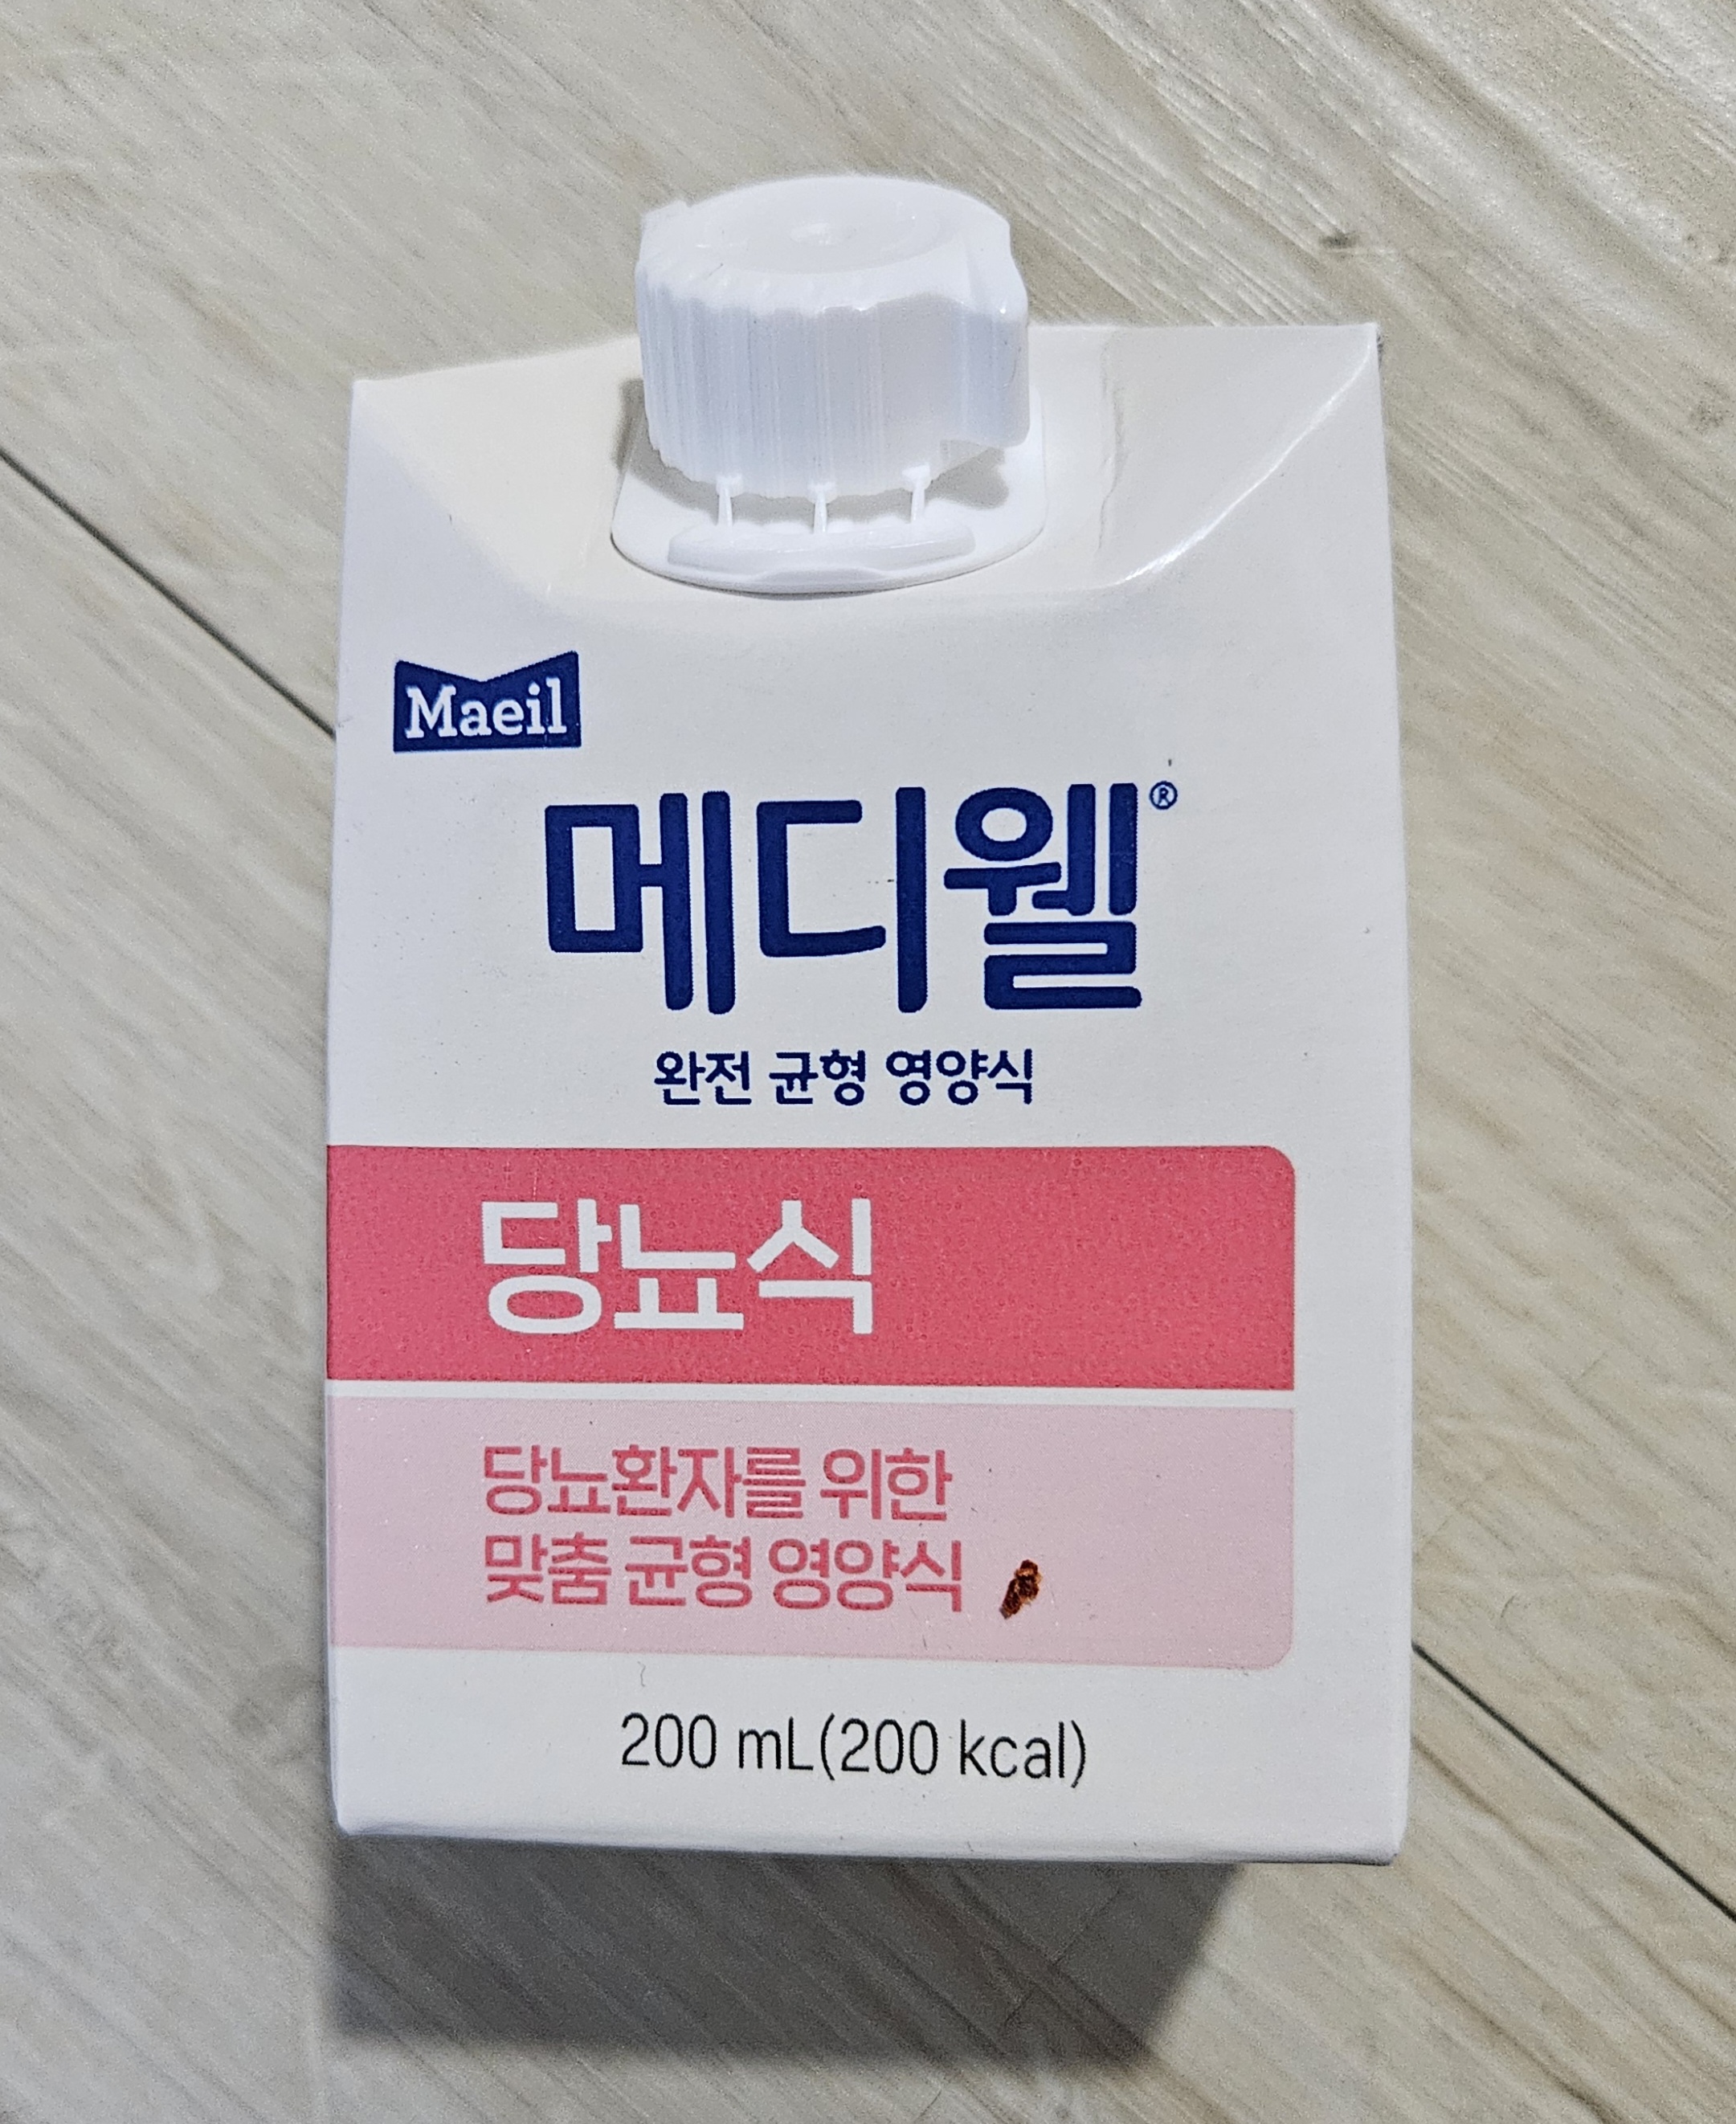 Maeil
메디웰®
완전 균형 영양식
당뇨식
당뇨환자를 위한
맞춤 균형 영양식
200 mL(200 kcal)